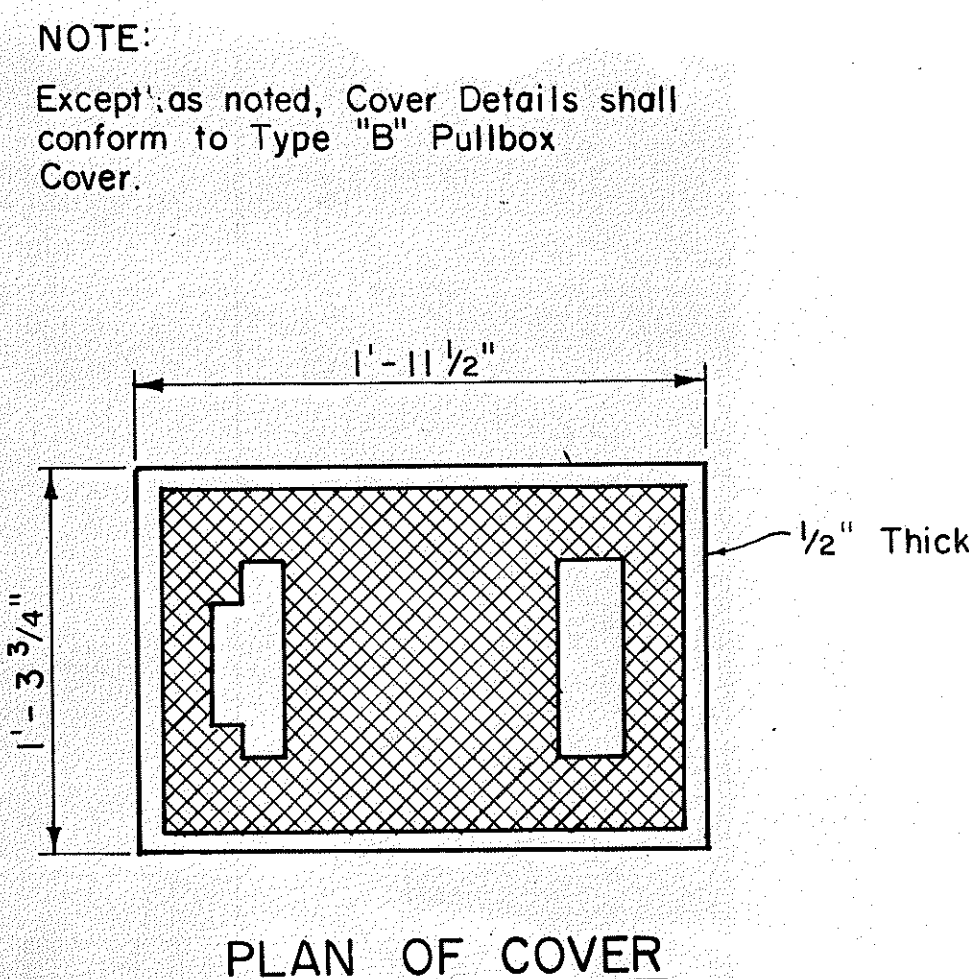 NOTE:
Except as noted, Cover Details shall
conform to Type "B" Pullbox
Cover.
1'-11 1/2"
1/2" Thick
1'-3 3/4"
PLAN OF COVER